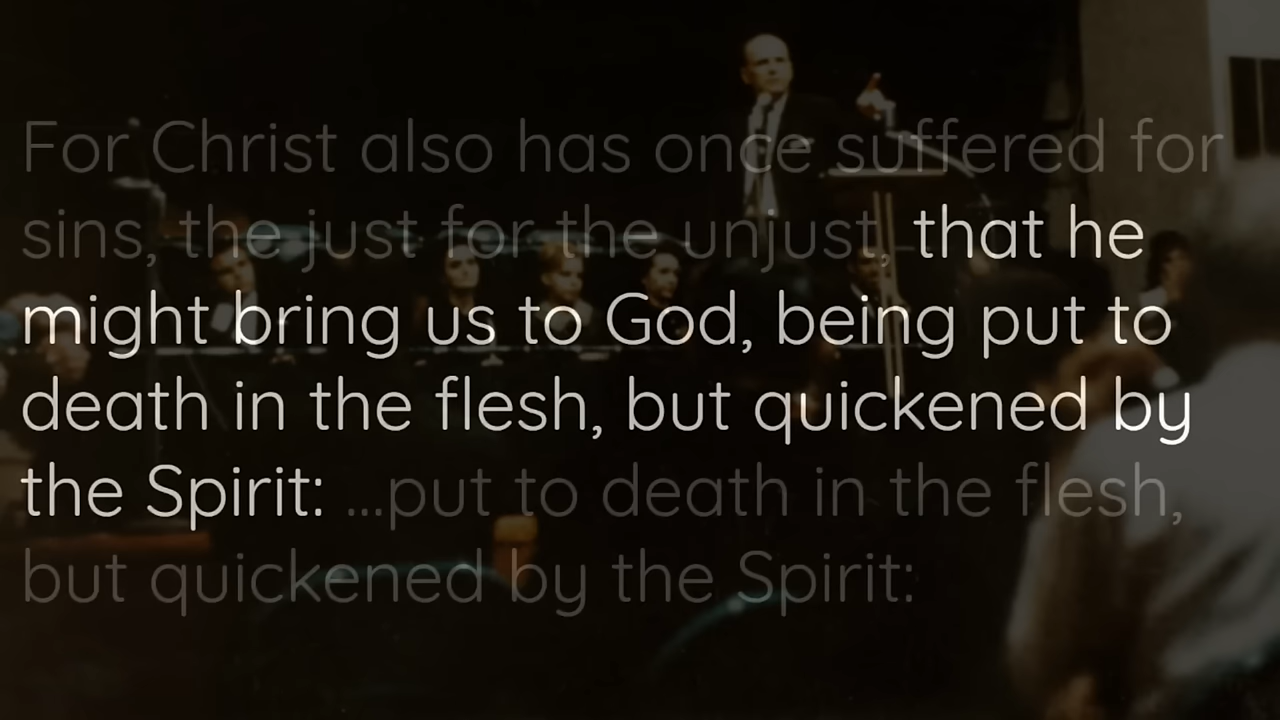 For Christ also has once suffered for
sins, the just for the unjust, that he
might bring us to God, being put to
death in the flesh, but quickened by
the Spirit: ...put to death in the flesh,
but quickened by the Spirit: